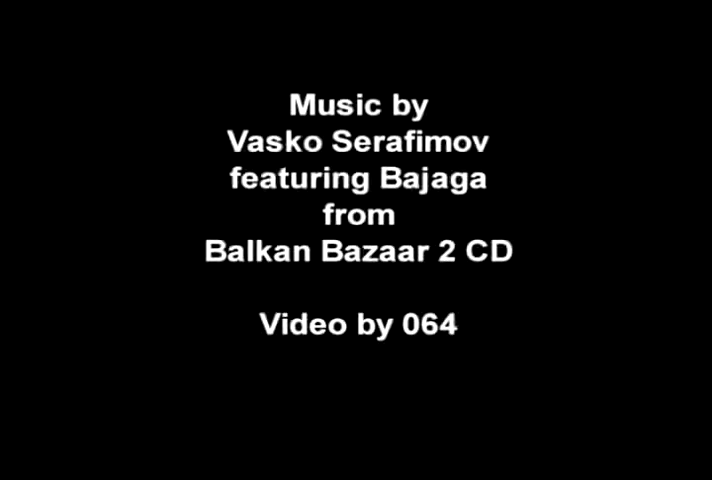 Music by
Vasko Serafimov
featuring Bajaga
from
Balkan Bazaar 2 CD
Video by 064